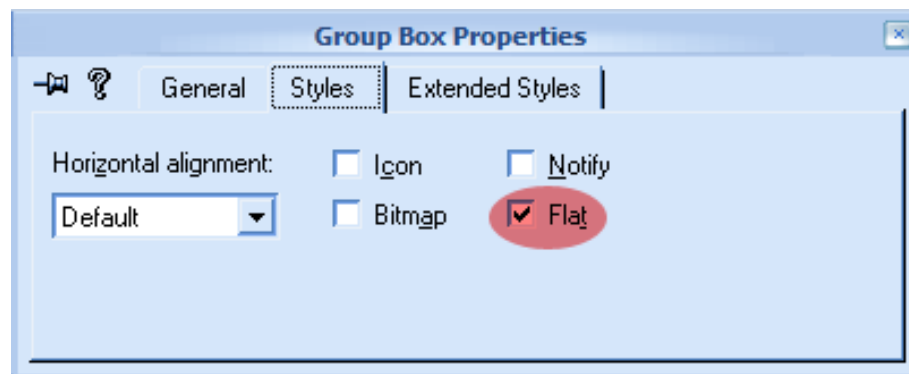 Group Box Properties
General Styles Extended Styles
Horizontal alignment: Icon Notify
Default Bitmap Flat